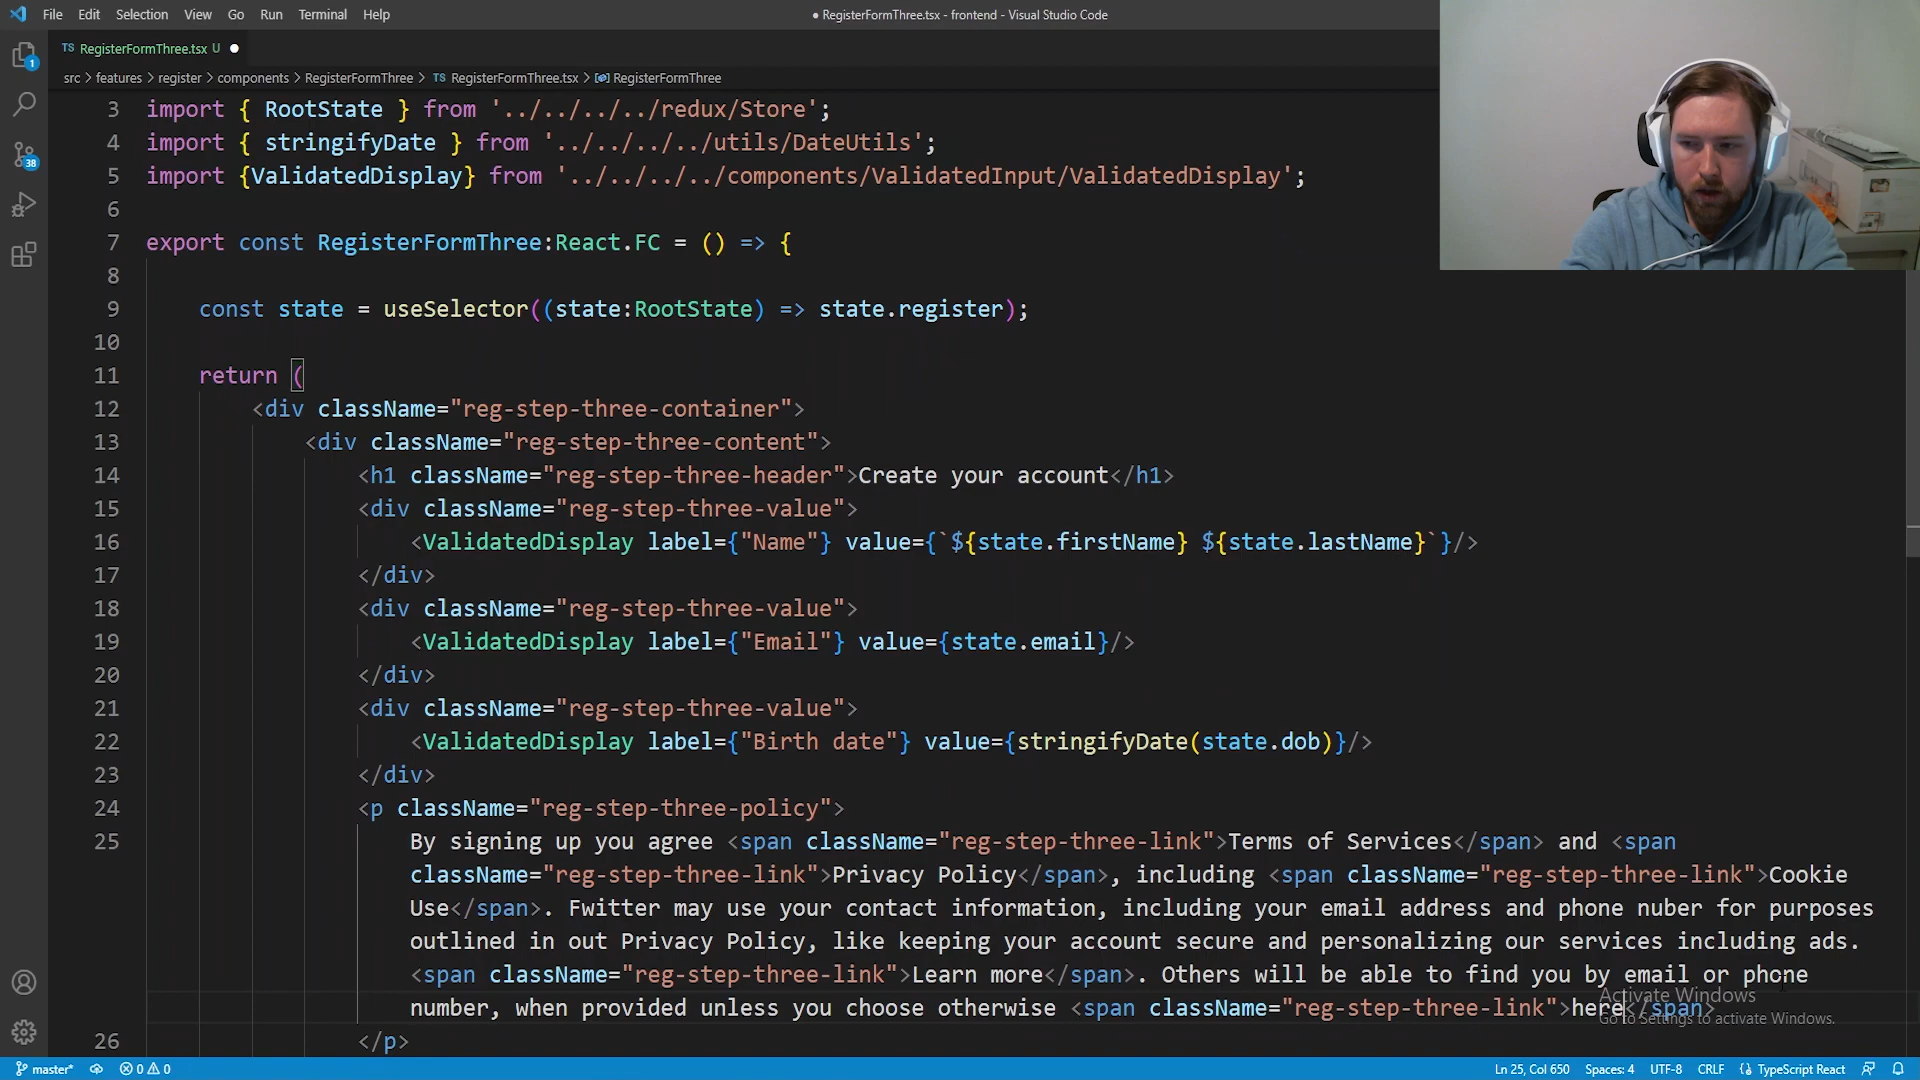 File Edit Selection View Go Run Terminal Help
● RegisterFormThree.tsx - frontend - Visual Studio Code
TS RegisterFormThree.tsx U ●
src > features > register > components > RegisterFormThree > TS RegisterFormThree.tsx > RegisterFormThree
1
38
3 import { RootState } from '../../../../redux/Store';
4 import { stringifyDate } from '../../../../utils/DateUtils';
5 import {ValidatedDisplay} from '../../../../components/ValidatedInput/ValidatedDisplay';
6
7 export const RegisterFormThree:React.FC = () => {
8
9 const state = useSelector((state:RootState) => state.register);
10
11 return (
12 <div className="reg-step-three-container">
13 <div className="reg-step-three-content">
14 <h1 className="reg-step-three-header">Create your account</h1>
15 <div className="reg-step-three-value">
16 <ValidatedDisplay label={"Name"} value={`${state.firstName} ${state.lastName}`}/>
17 </div>
18 <div className="reg-step-three-value">
19 <ValidatedDisplay label={"Email"} value={state.email}/>
20 </div>
21 <div className="reg-step-three-value">
22 <ValidatedDisplay label={"Birth date"} value={stringifyDate(state.dob)}/>
23 </div>
24 <p className="reg-step-three-policy">
25 By signing up you agree <span className="reg-step-three-link">Terms of Services</span> and <span
className="reg-step-three-link">Privacy Policy</span>, including <span className="reg-step-three-link">Cookie
Use</span>. Fwitter may use your contact information, including your email address and phone nuber for purposes
outlined in out Privacy Policy, like keeping your account secure and personalizing our services including ads.
<span className="reg-step-three-link">Learn more</span>. Others will be able to find you by email or phone
number, when provided unless you choose otherwise <span className="reg-step-three-link">here</span>
26 </p>
Activate Windows
Go to Settings to activate Windows.
master* 0 0 Ln 25, Col 650 Spaces: 4 UTF-8 CRLF {} TypeScript React